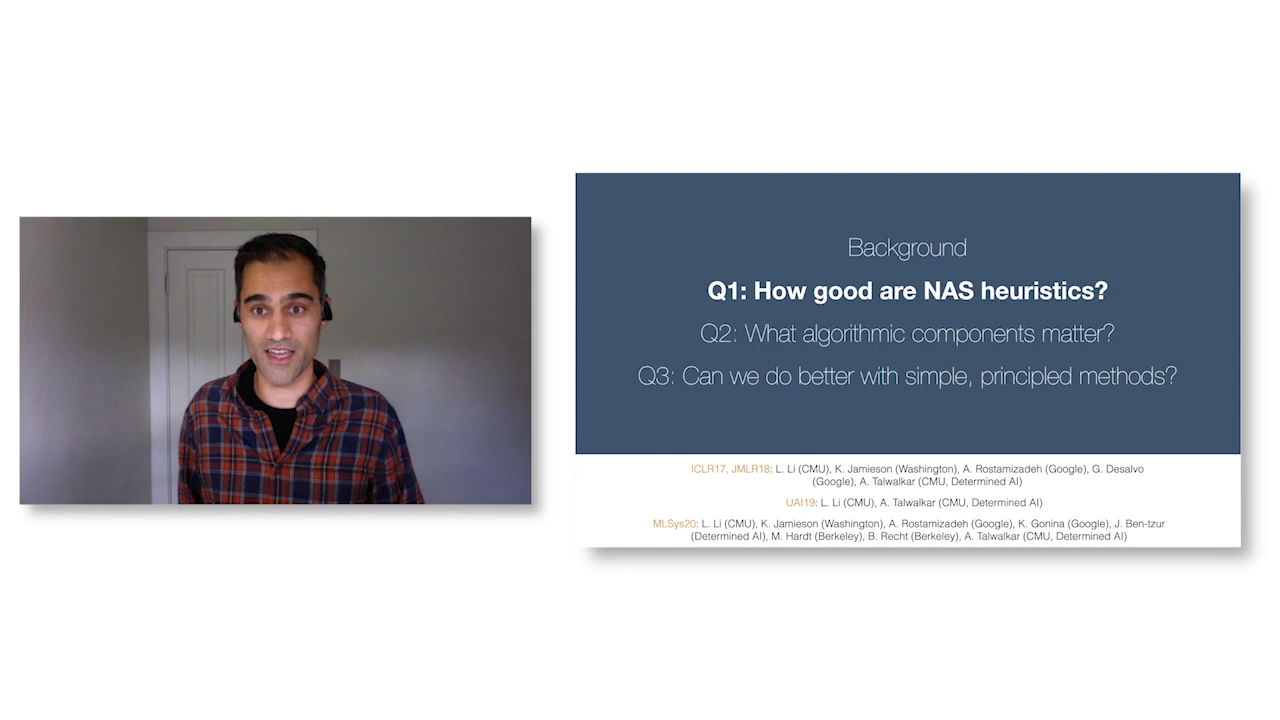 Background
Q1: How good are NAS heuristics?
Q2: What algorithmic components matter?
Q3: Can we do better with simple, principled methods?
ICLR17, JMLR18: L. Li (CMU), K. Jamieson (Washington), A. Rostamizadeh (Google), G. Desalvo
(Google), A. Talwalkar (CMU, Determined AI)
UAI19: L. Li (CMU), A. Talwalkar (CMU, Determined AI)
MLSys20: L. Li (CMU), K. Jamieson (Washington), A. Rostamizadeh (Google), K. Gonina (Google), J. Ben-tzur
(Determined AI), M. Hardt (Berkeley), B. Recht (Berkeley), A. Talwalkar (CMU, Determined AI)